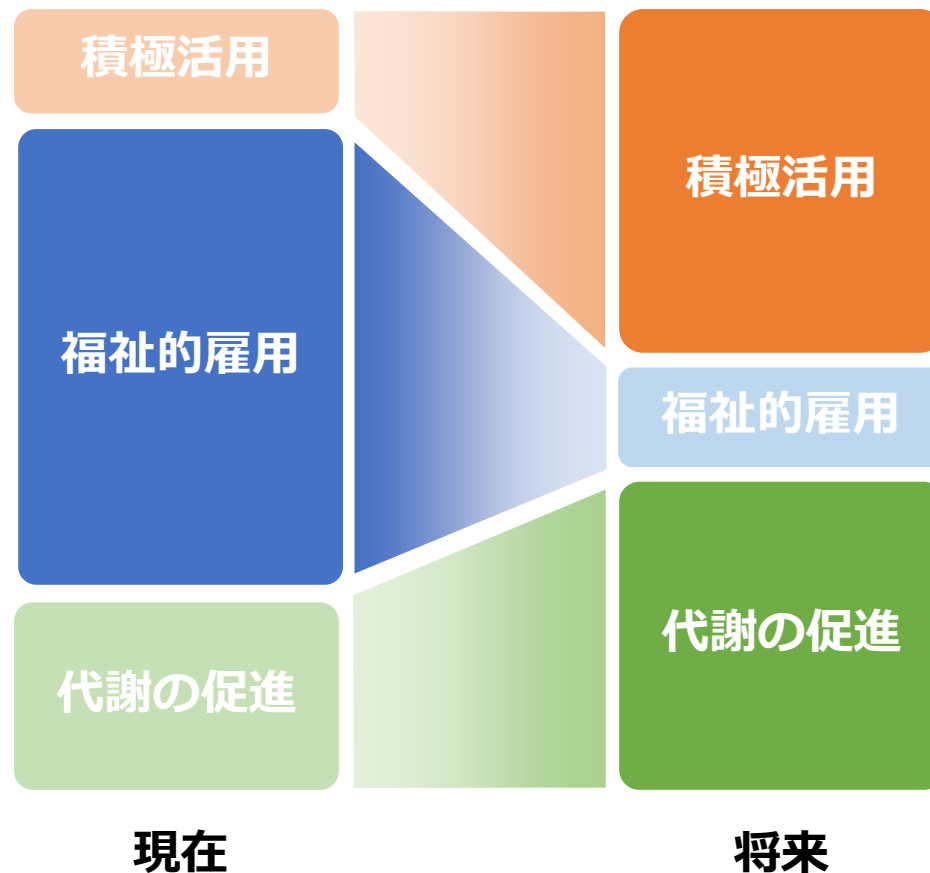 積極活用
福祉的雇用
代謝の促進
現在
積極活用
福祉的雇用
代謝の促進
将来